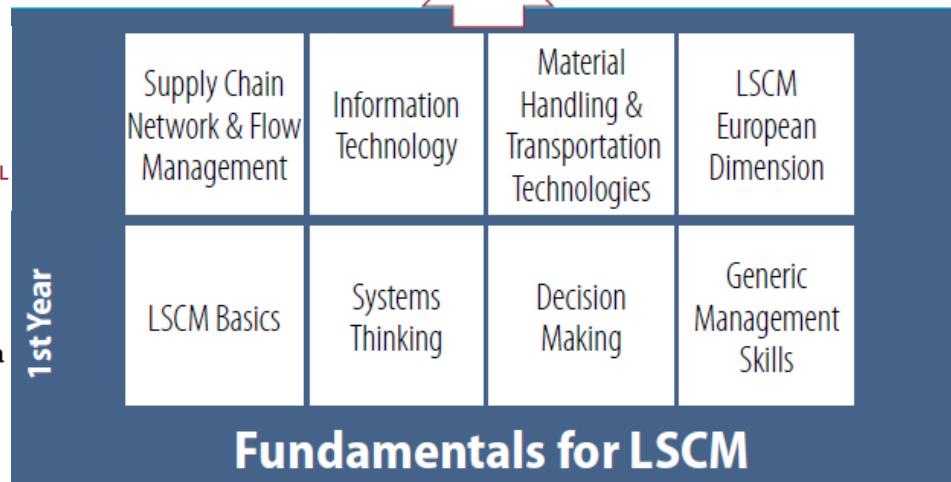 Supply Chain
Network & Flow
Management
Information
Technology
Material
Handling &
Transportation
Technologies
LSCM
European
Dimension
L
1st Year
LSCM Basics
Systems
Thinking
Decision
Making
Generic
Management
Skills
a
Fundamentals for LSCM